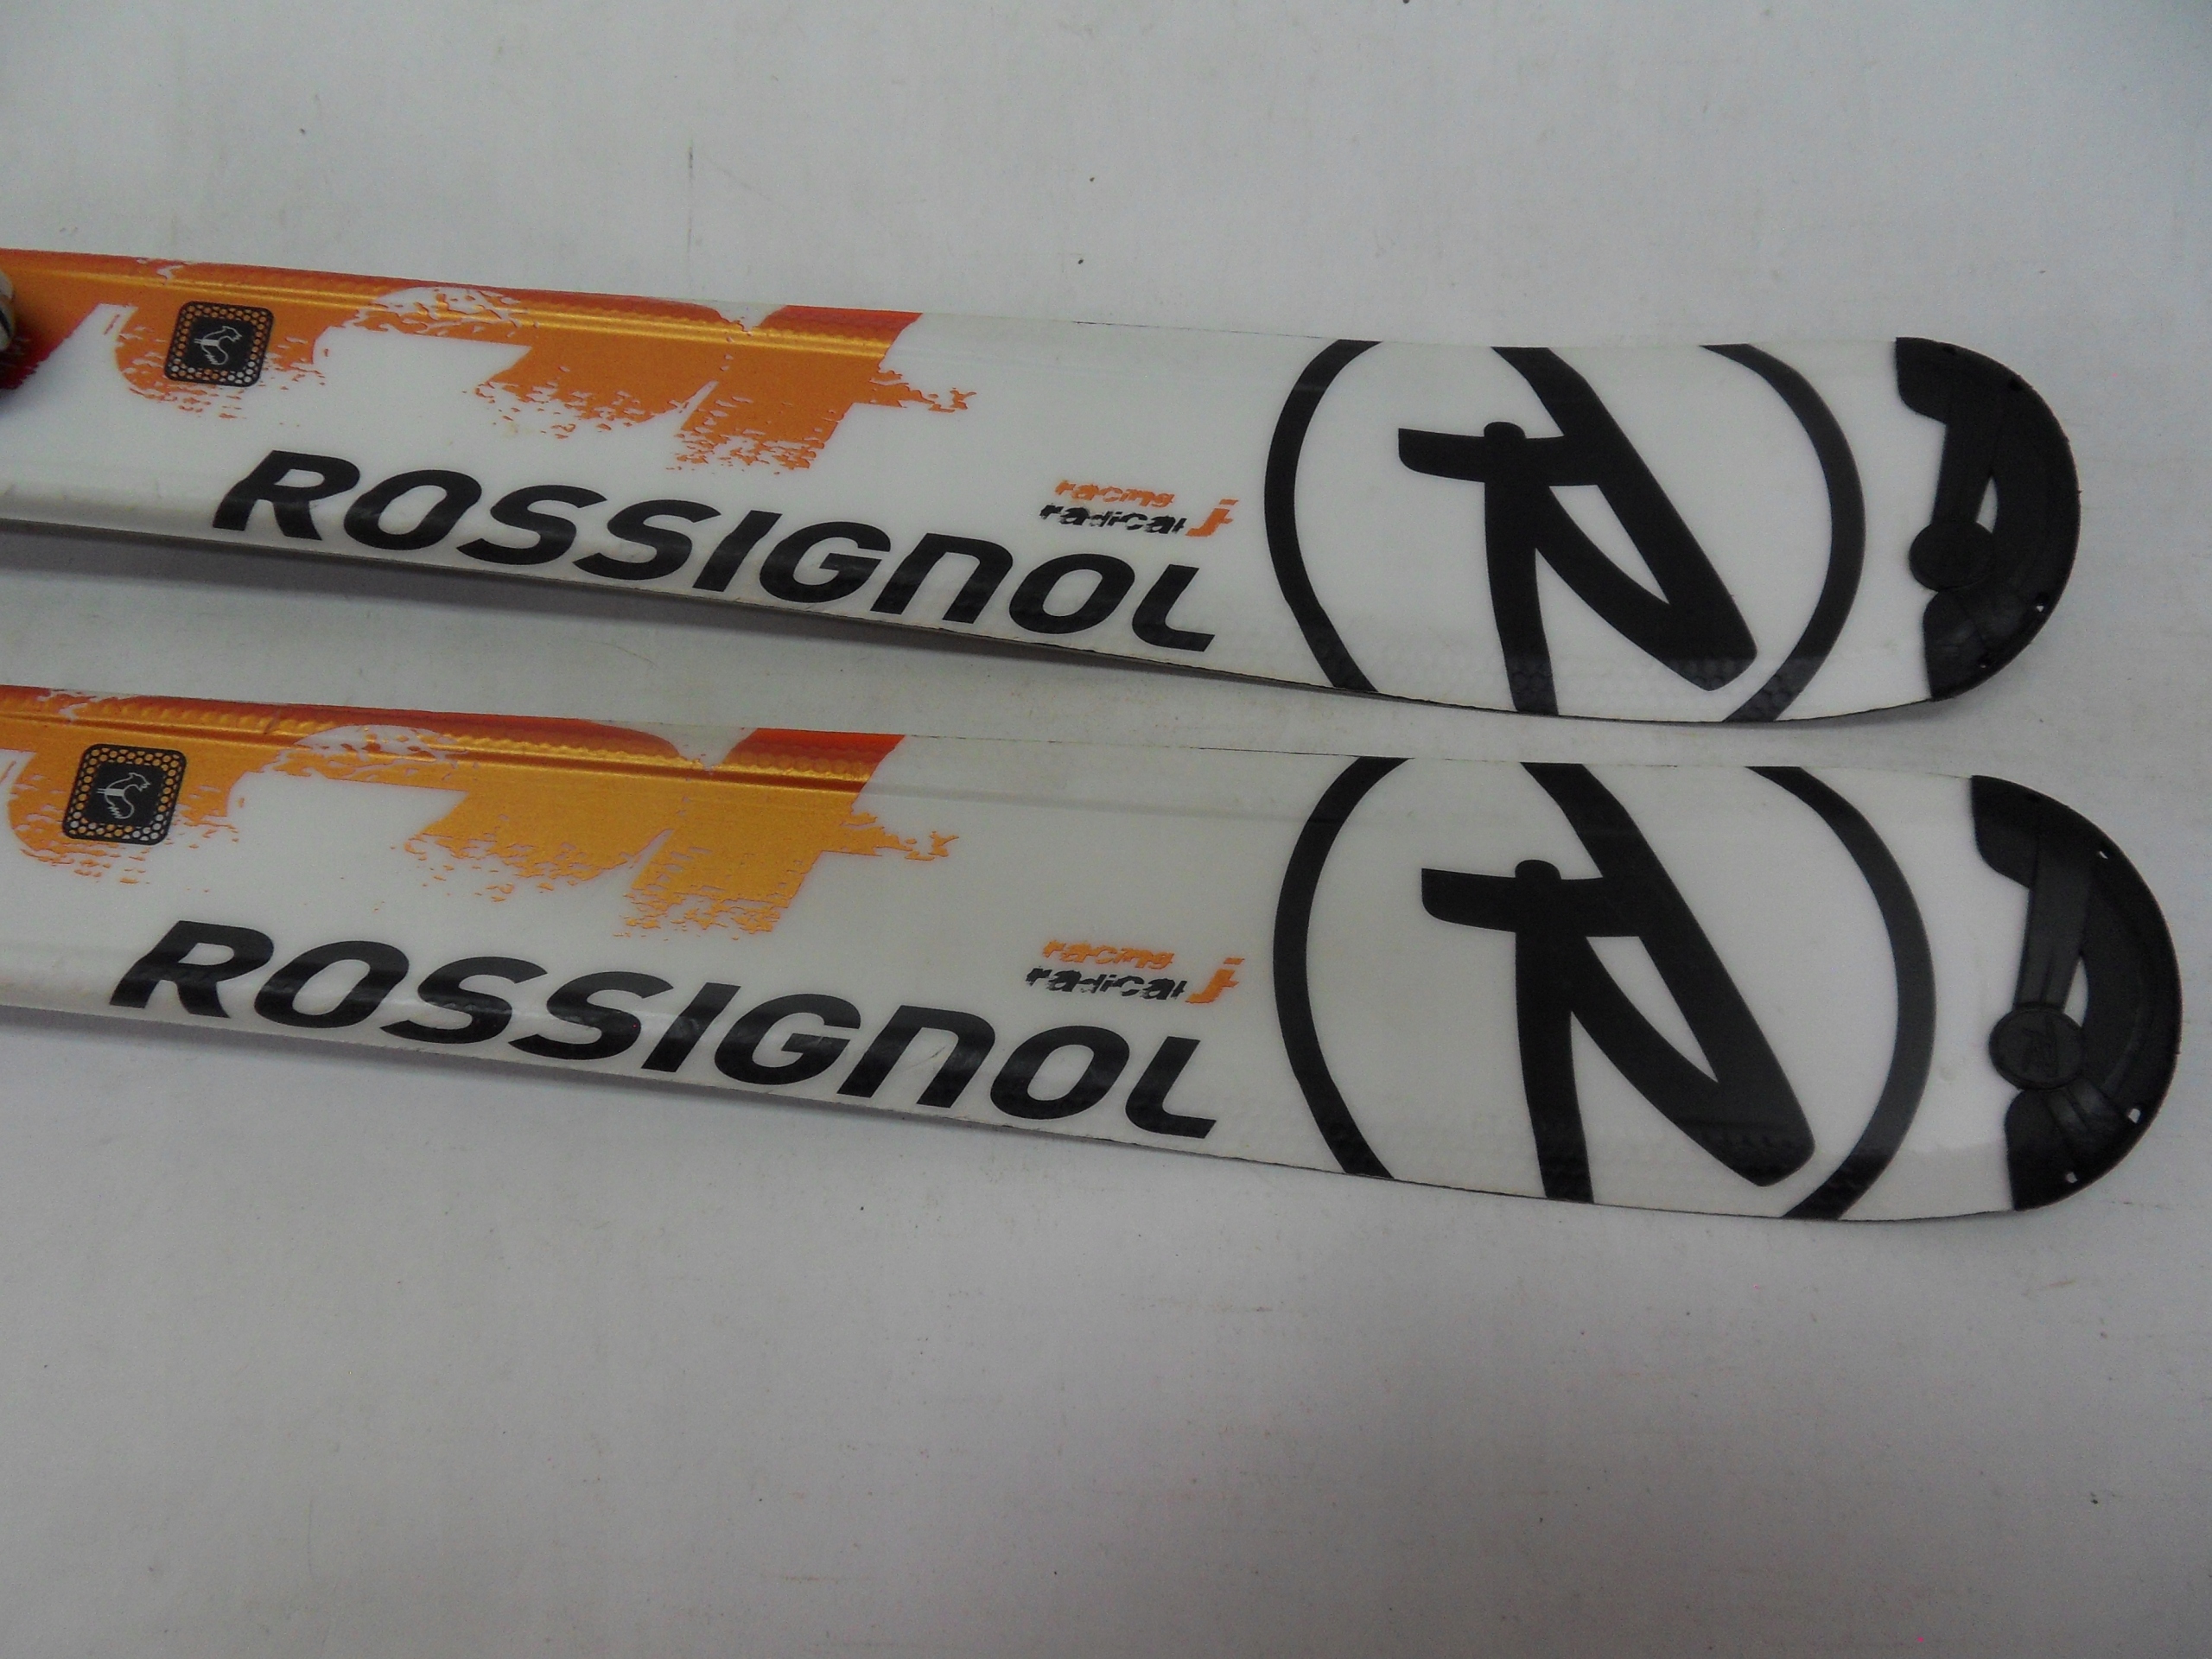 racing
radical j
ROSSIGNOL
R
racing
radical j
ROSSIGNOL
R